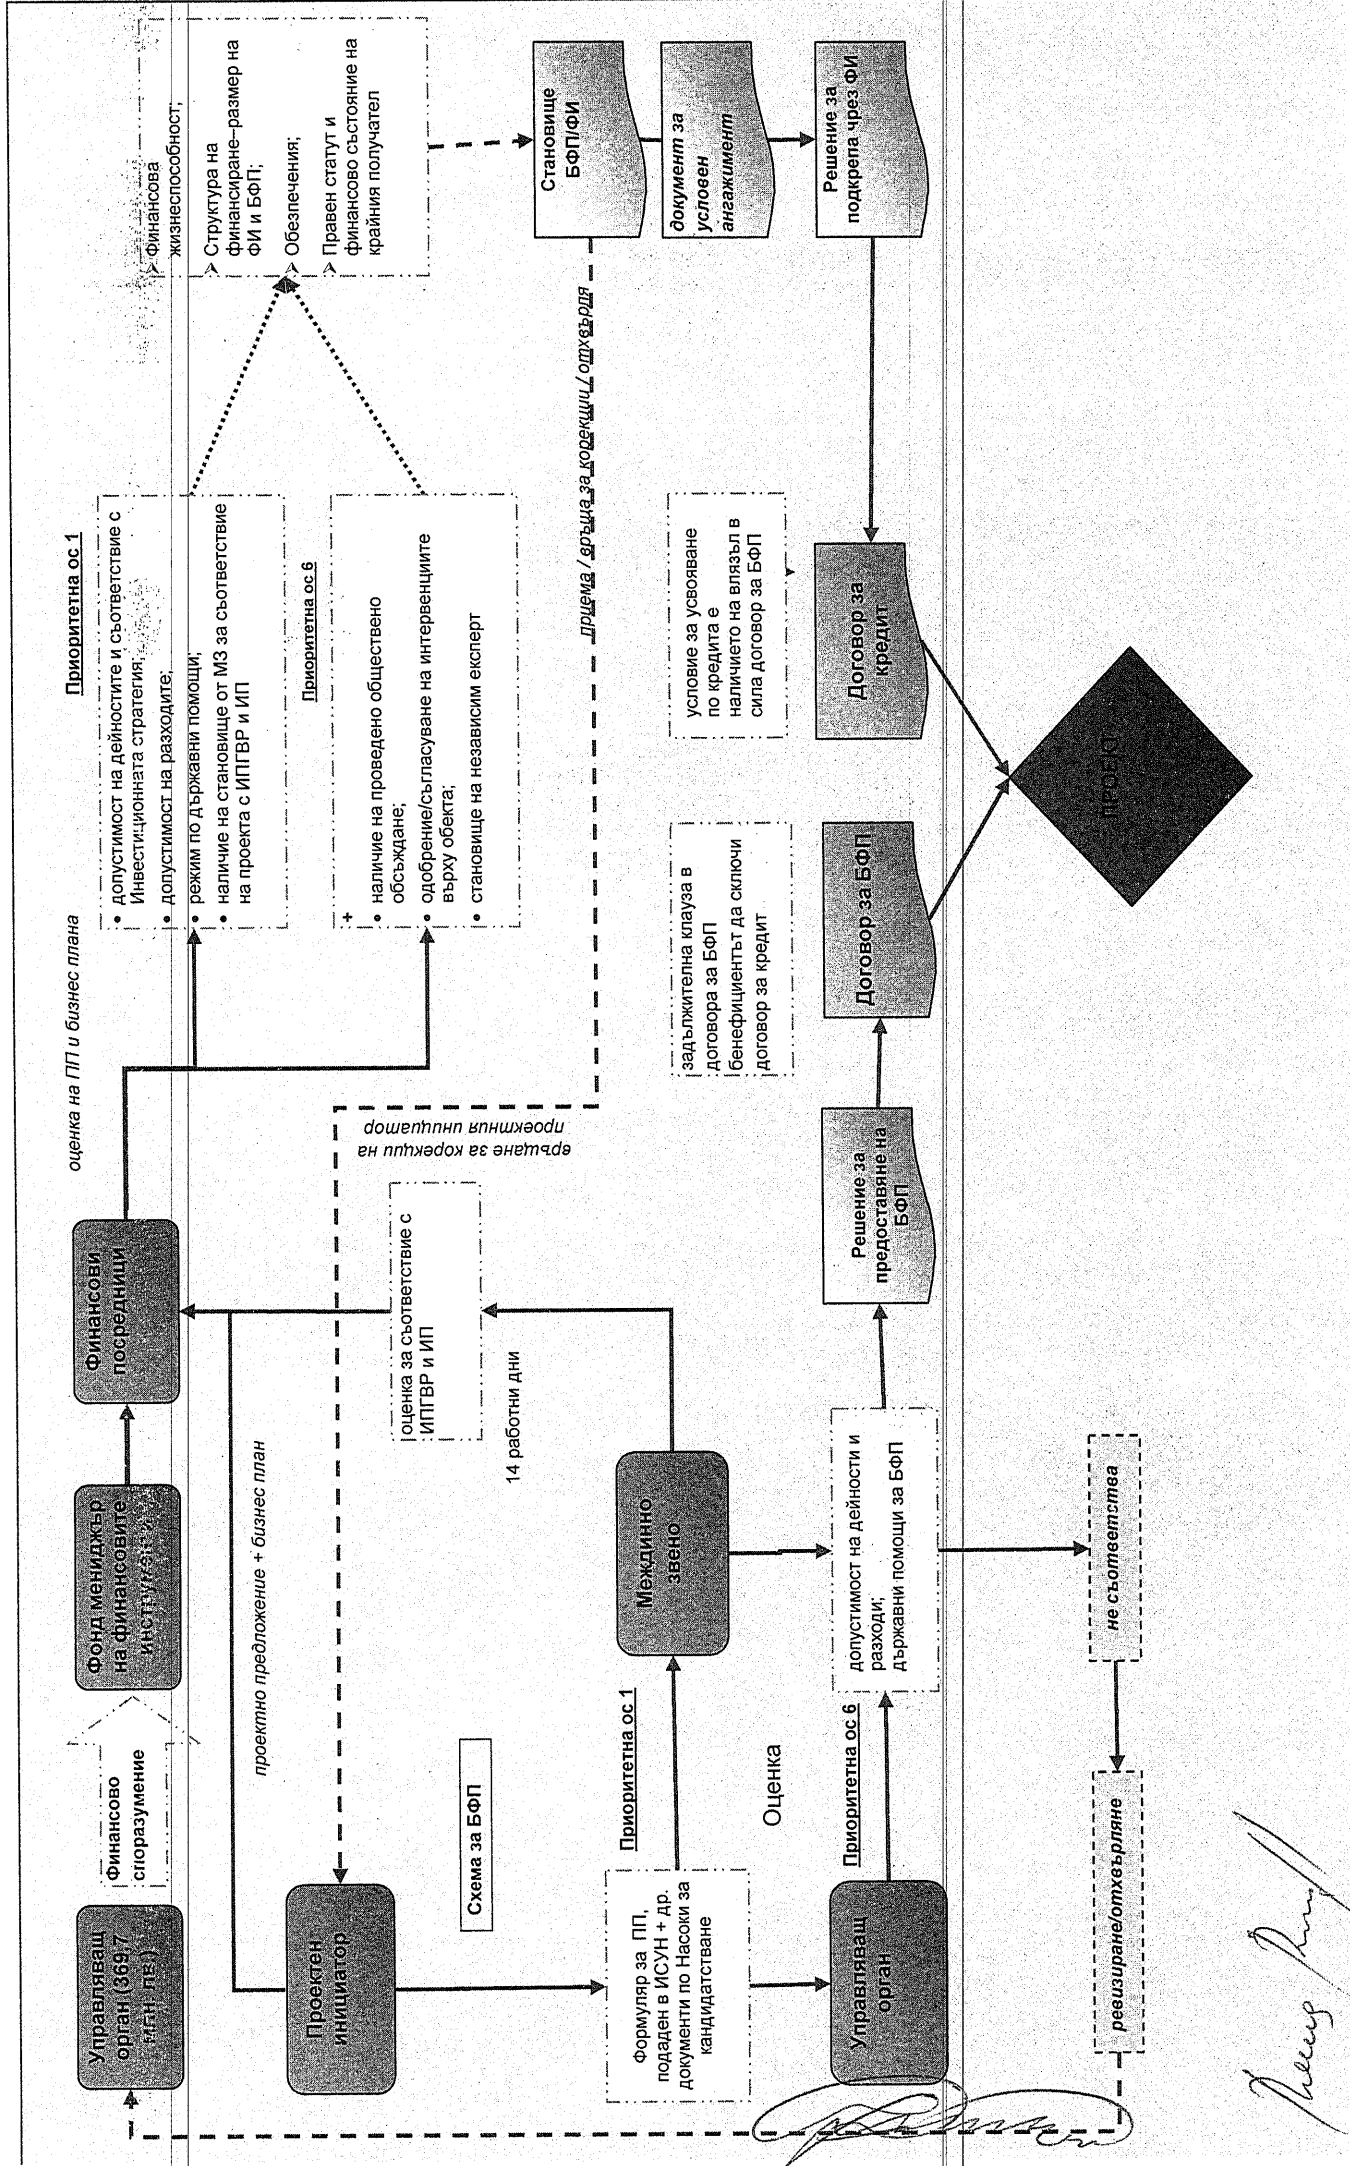 Управляващ
орган (369,7
млн. лв.)
Финансово
споразумение
Фонд мениджър
на финансовите
инструменти
Финансови
посредници
оценка на ПП и бизнес плана
Приоритетна ос 1
• допустимост на дейностите и съответствие с
Инвестиционната стратегия;
• допустимост на разходите;
• режим по държавни помощи;
• наличие на становище от МЗ за съответствие
на проекта с ИПГВР и ИП
Приоритетна ос 6
+
• наличие на проведено обществено
обсъждане;
• одобрение/съгласуване на интервенциите
върху обекта;
• становище на независим експерт
➢ Финансова
жизнеспособност;
➢ Структура на
финансиране–размер на
ФИ и БФП;
➢ Обезпечения;
➢ Правен статут и
финансово състояние на
крайния получател
проектно предложение + бизнес план
Проектен
инициатор
връщане за корекции на
проектния инициатор
приема / връща за корекции / отхвърля
Становище
БФП/ФИ
документ за
условен
ангажимент
Решение за
подкрепа чрез ФИ
оценка за съответствие с
ИПГВР и ИП
14 работни дни
Схема за БФП
Формуляр за ПП,
подаден в ИСУН + др.
документи по Насоки за
кандидатстване
Приоритетна ос 1
Междинно
звено
Оценка
Приоритетна ос 6
Управляващ
орган
допустимост на дейности и
разходи;
държавни помощи за БФП
Решение за
предоставяне на
БФП
задължителна клауза в
договора за БФП
бенефициентът да сключи
договор за кредит
Договор за БФП
условие за усвояване
по кредита е
наличието на влязъл в
сила договор за БФП
Договор за
кредит
ПРОЕКТ
не съответства
ревизиране/отхвърляне